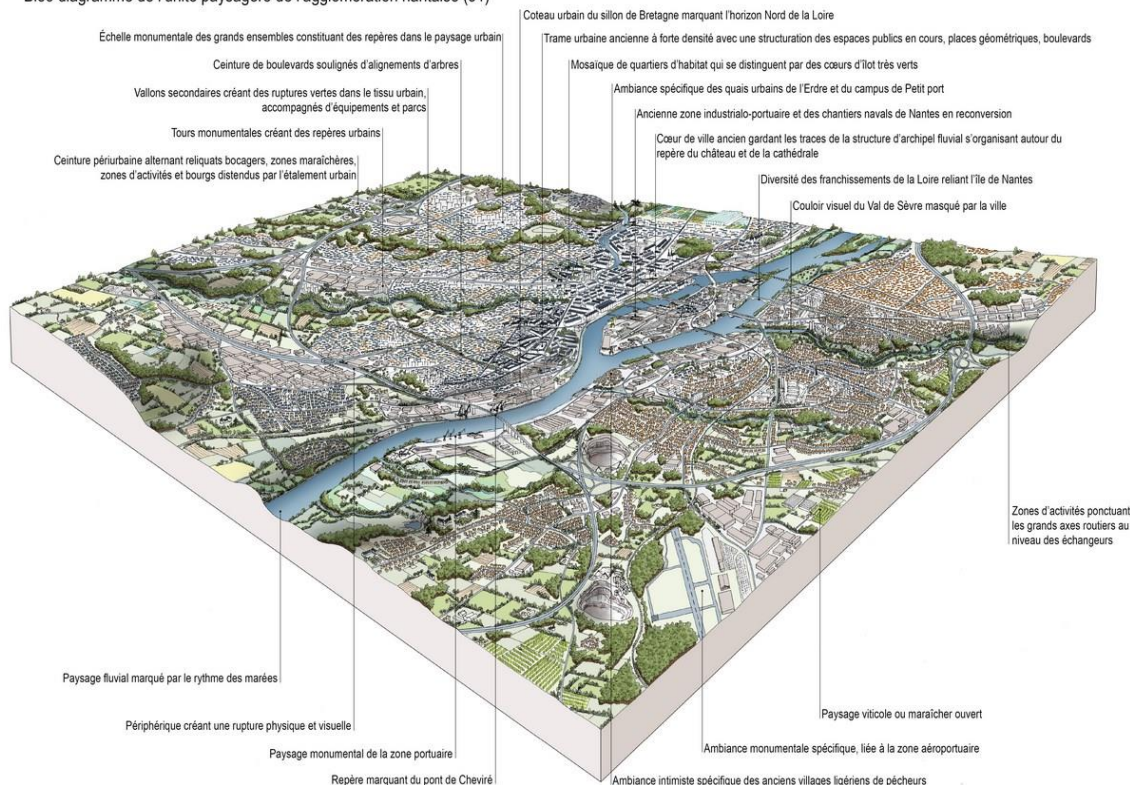 Bloc diagramme de l'unité paysagère de l'agglomération nantaise
Coteau urbain du sillon de Bretagne marquant l'horizon Nord de la Loire
Échelle monumentale des grands ensembles constituant des repères dans le paysage urbain
Trame urbaine ancienne à forte densité avec une structuration des espaces publics en cours, places géométriques, boulevards
Ceinture de boulevards soulignés d'alignements d'arbres
Mosaïque de quartiers d'habitat qui se distinguent par des cœurs d'îlot très verts
Vallons secondaires créant des ruptures vertes dans le tissu urbain,
accompagnés d'équipements et parcs
Ambiance spécifique des quais urbains de l'Erdre et du campus de Petit port
Ancienne zone industrialo-portuaire et des chantiers navals de Nantes en reconversion
Tours monumentales créant des repères urbains
Cœur de ville ancien gardant les traces de la structure d'archipel fluvial s'organisant autour du
repère du château et de la cathédrale
Ceinture périurbaine alternant reliquats bocagers, zones maraîchères,
zones d'activités et bourgs distendus par l'étalement urbain
Diversité des franchissements de la Loire reliant l'île de Nantes
Couloir visuel du Val de Sèvre masqué par la ville
Zones d'activités ponctuant
les grands axes routiers au
niveau des échangeurs
Paysage fluvial marqué par le rythme des marées
Périphérique créant une rupture physique et visuelle
Paysage viticole ou maraîcher ouvert
Paysage monumental de la zone portuaire
Ambiance monumentale spécifique, liée à la zone aéroportuaire
Repère marquant du pont de Cheviré
Ambiance intimiste spécifique des anciens villages ligériens de pécheurs